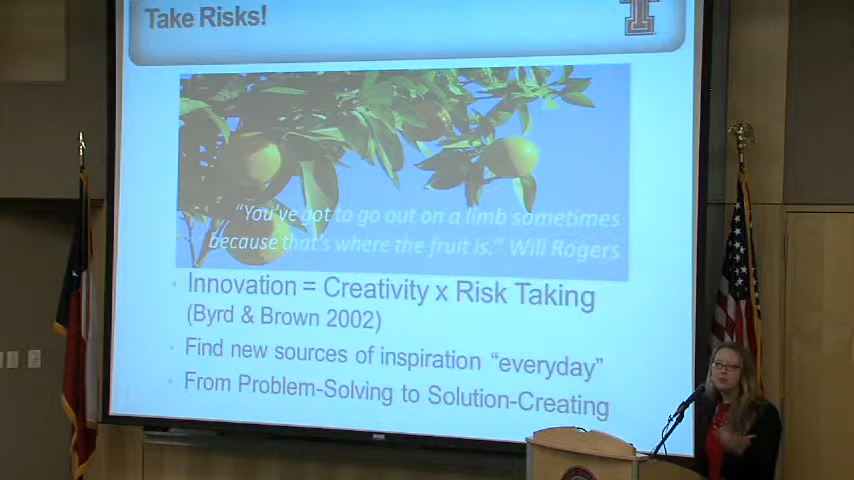 Take Risks!
I
"You've got to go out on a limb sometimes
because that's where the fruit is." Will Rogers
Innovation = Creativity x Risk Taking
(Byrd & Brown 2002)
Find new sources of inspiration "everyday"
From Problem-Solving to Solution-Creating